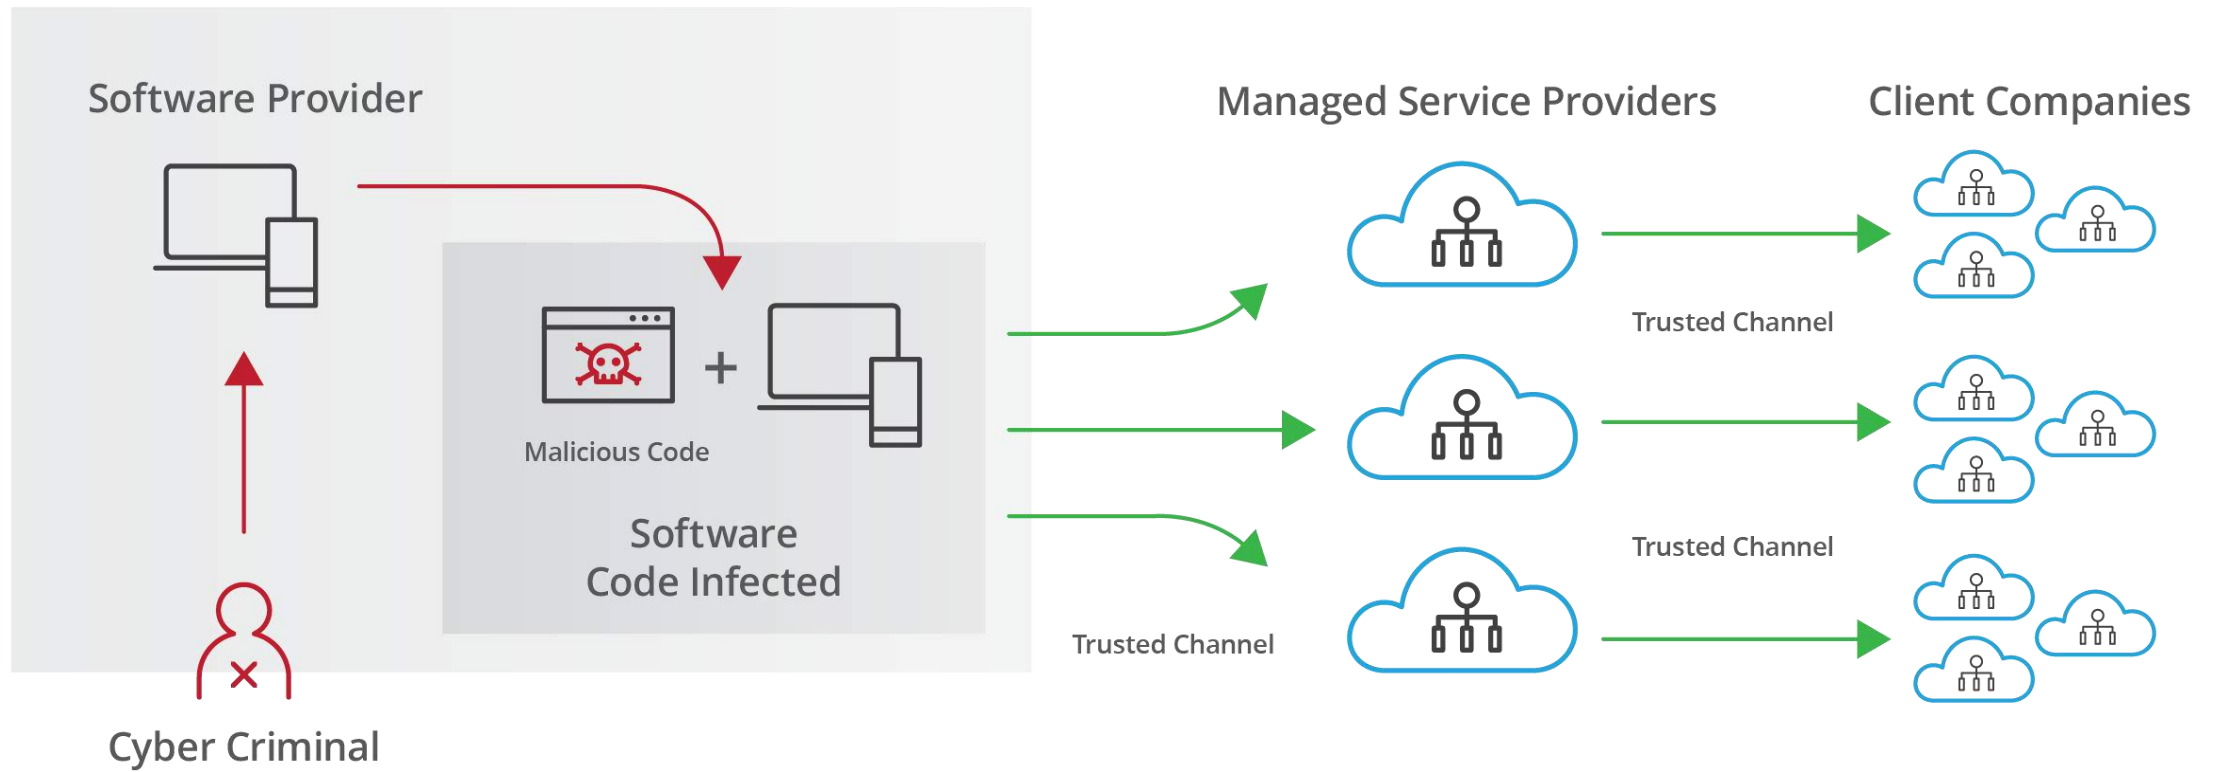 Software Provider
Managed Service Providers
Client Companies
Trusted Channel
Malicious Code
Software
Code Infected
Trusted Channel
Trusted Channel
Cyber Criminal